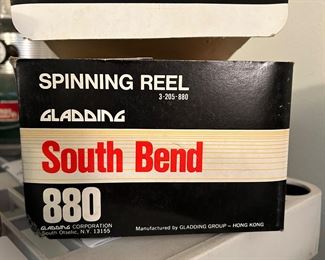 SPINNING REEL
3-205-880
GLADDING
South Bend
880
GLADDING CORPORATION
South Otselic, N.Y. 13155
Manufactured by GLADDING GROUP – HONG KONG